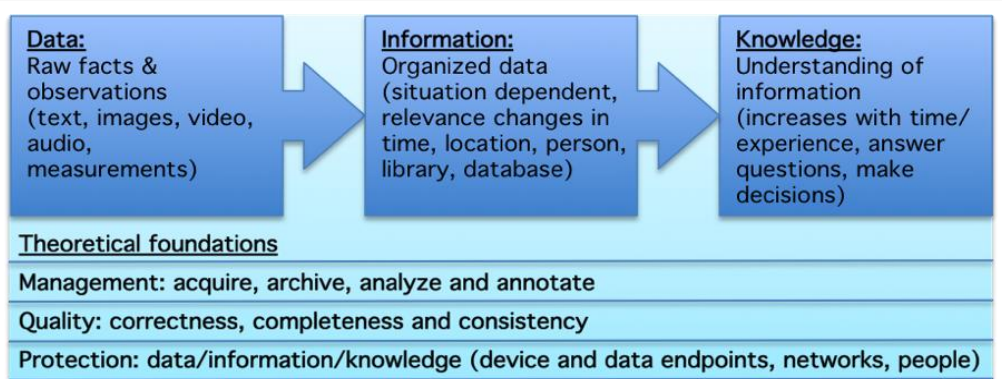 Data:
Raw facts &
observations
(text, images, video,
audio,
measurements)
Information:
Organized data
(situation dependent,
relevance changes in
time, location, person,
library, database)
Knowledge:
Understanding of
information
(increases with time/
experience, answer
questions, make
decisions)
Theoretical foundations
Management: acquire, archive, analyze and annotate
Quality: correctness, completeness and consistency
Protection: data/information/knowledge (device and data endpoints, networks, people)